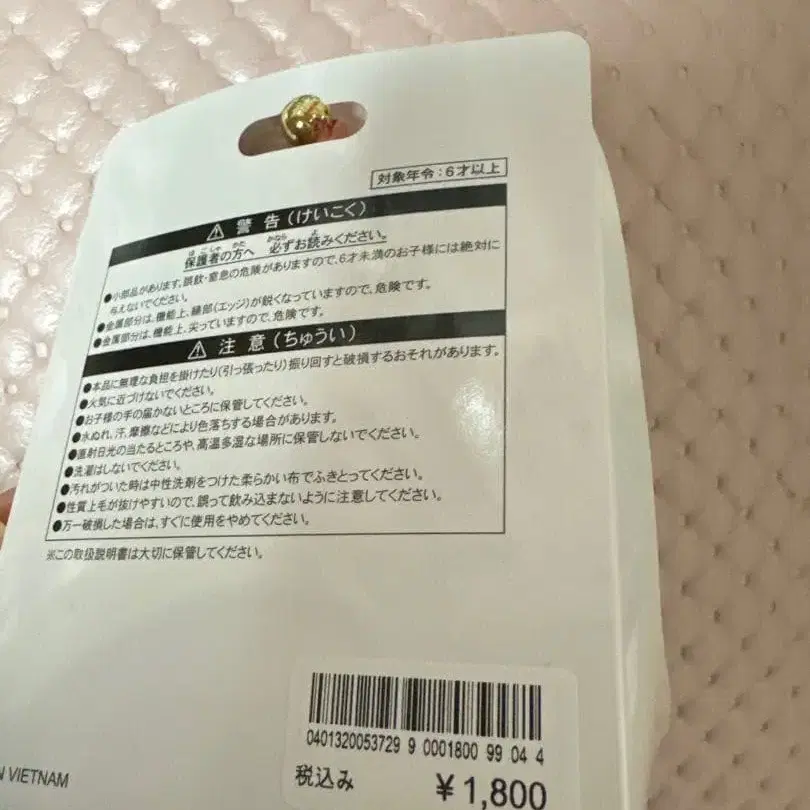 対象年令：6才以上
⚠ 警告（けいこく）
保護者の方へ 必ずお読みください。
●小部品があります。誤飲・窒息の危険がありますので、6才未満のお子様には絶対に
与えないでください。
●金属部分は、機能上、縁部（エッジ）が鋭くなっていますので、危険です。
●金属部分は、機能上、尖っていますので、危険です。
⚠ 注意（ちゅうい）
●本品に無理な負担を掛けたり（引っ張ったり）振り回すと破損するおそれがあります。
●火気に近づけないでください。
●お子様の手の届かないところに保管してください。
●水ぬれ、汗、摩擦などにより色落ちする場合があります。
●直射日光の当たるところや、高温多湿な場所に保管しないでください。
●洗濯はしないでください。
●汚れがついた時は中性洗剤をつけた柔らかい布でふきとってください。
●性質上毛が抜けやすいので、誤って飲み込まないように注意してください。
●万一破損した場合は、すぐに使用をやめてください。
※この取扱説明書は大切に保管してください。
0401320053729 9 0001800 99 04 4
税込み ￥1,800
N VIETNAM